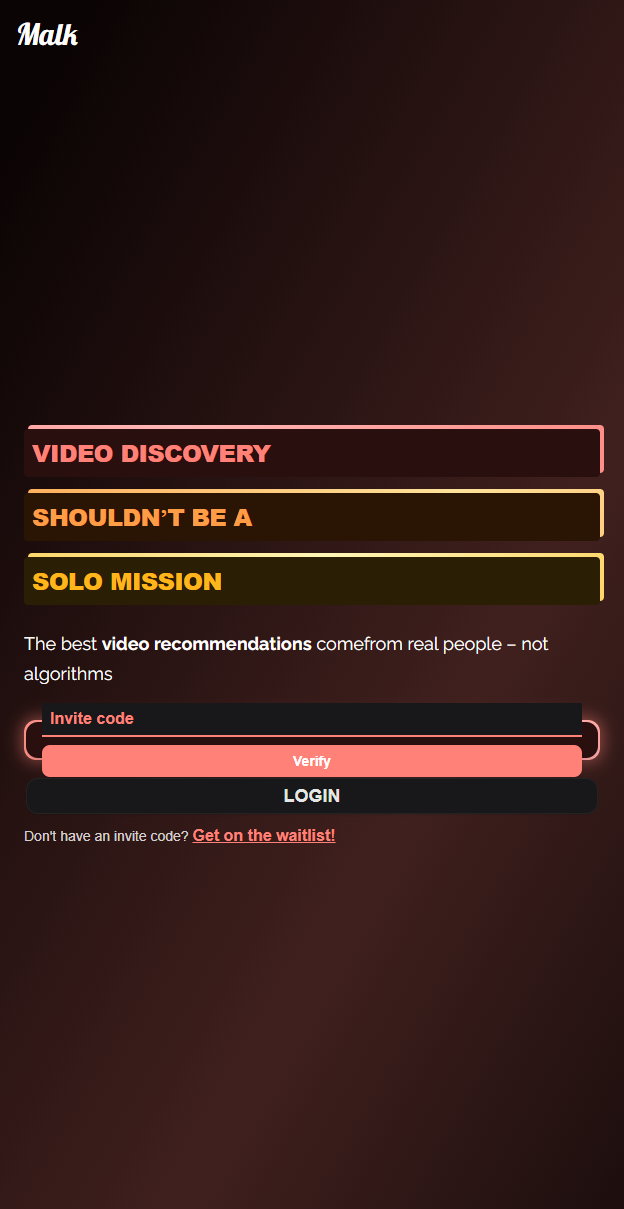 Malk
VIDEO DISCOVERY
SHOULDN’T BE A
SOLO MISSION
The best video recommendations comefrom real people – not
algorithms
Invite code
Verify
LOGIN
Don't have an invite code? Get on the waitlist!